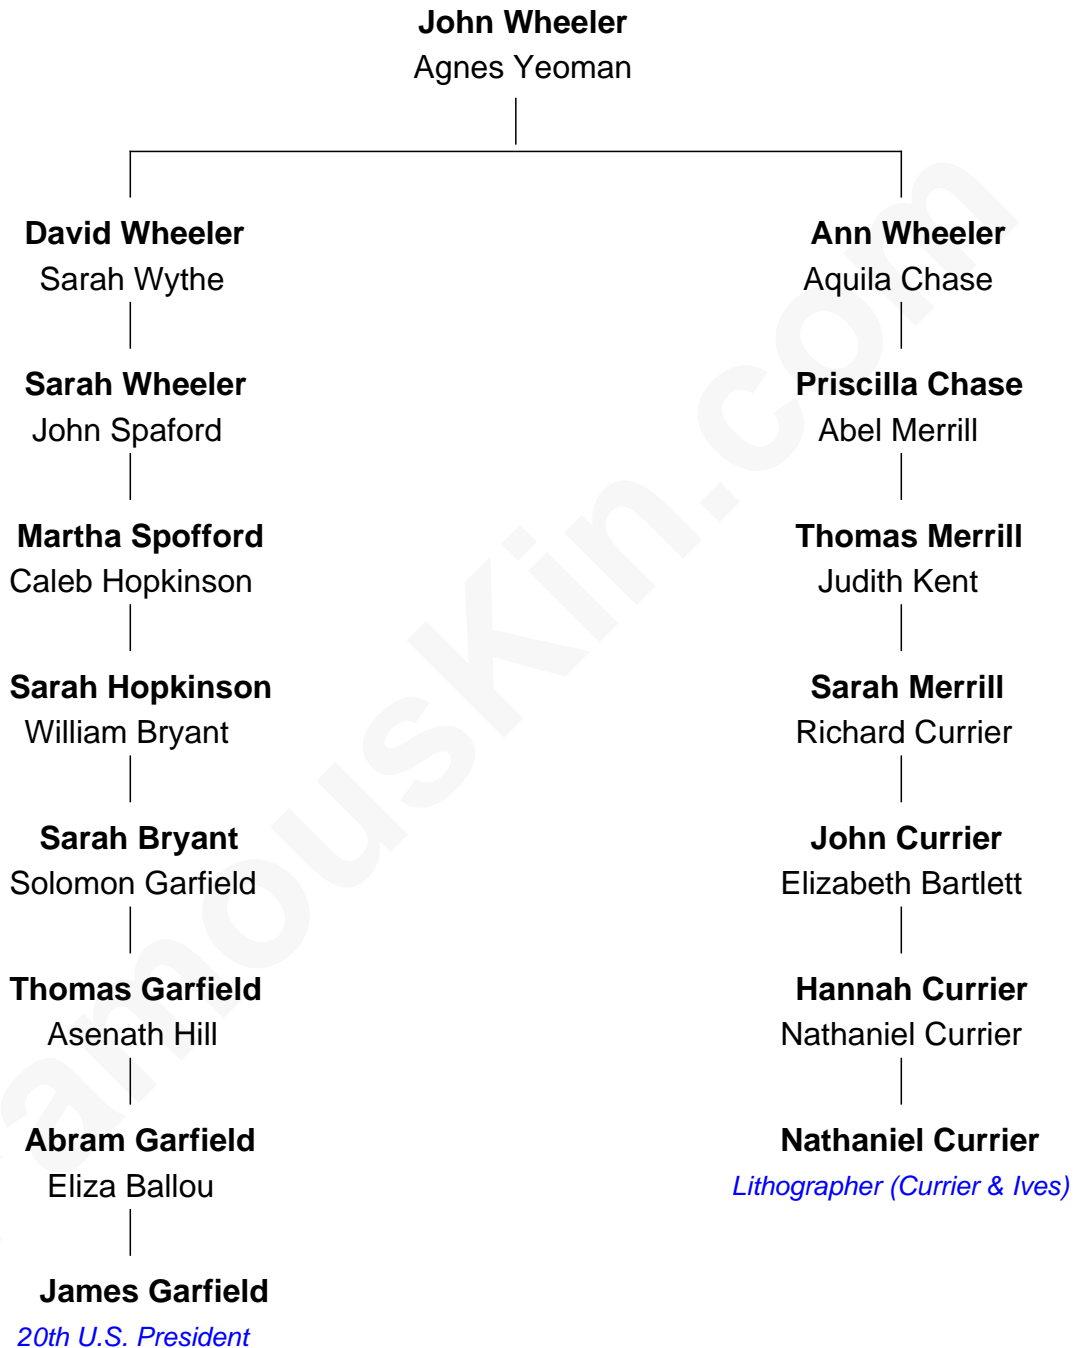 John Wheeler
Agnes Yeoman
David Wheeler
Sarah Wythe
Ann Wheeler
Aquila Chase
Sarah Wheeler
John Spaford
Priscilla Chase
Abel Merrill
Martha Spofford
Caleb Hopkinson
Thomas Merrill
Judith Kent
Sarah Hopkinson
William Bryant
Sarah Merrill
Richard Currier
Sarah Bryant
Solomon Garfield
John Currier
Elizabeth Bartlett
Thomas Garfield
Asenath Hill
Hannah Currier
Nathaniel Currier
Abram Garfield
Eliza Ballou
Nathaniel Currier
Lithographer (Currier & Ives)
James Garfield
20th U.S. President
amousKin.com